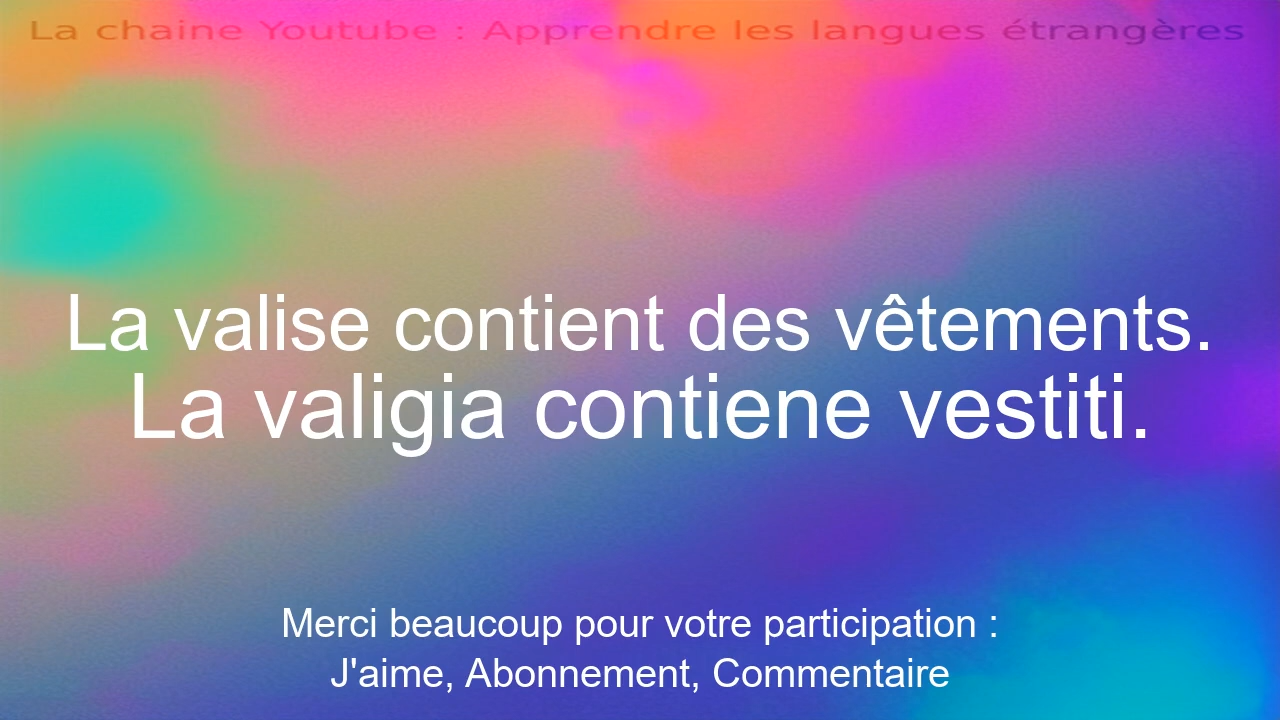 La chaine Youtube : Apprendre les langues étrangères
La valise contient des vêtements.
La valigia contiene vestiti.
Merci beaucoup pour votre participation :
J'aime, Abonnement, Commentaire